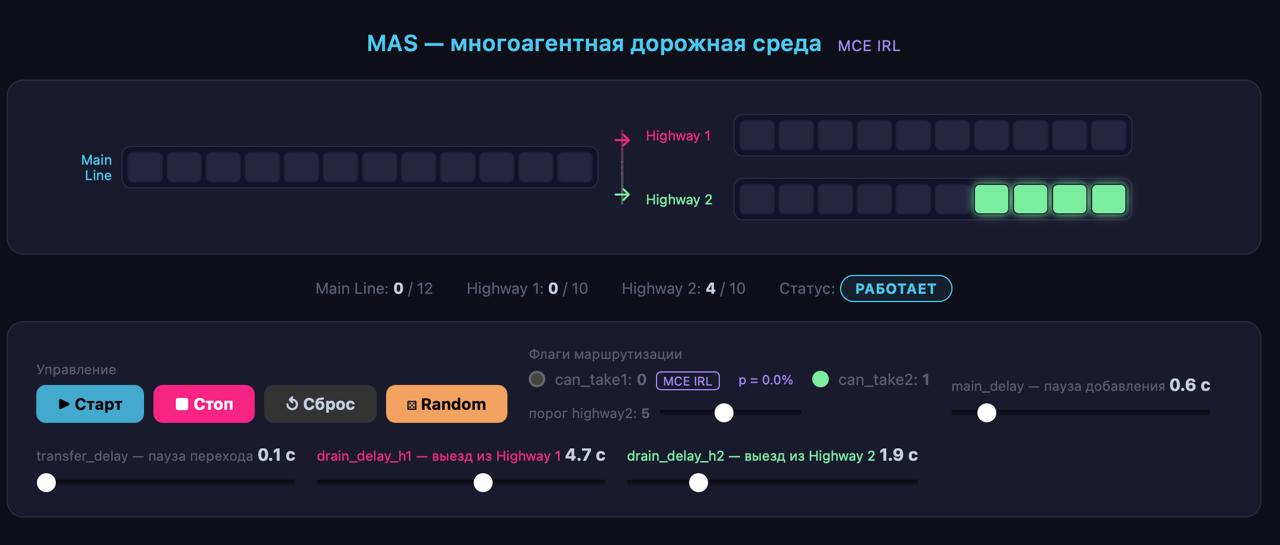 MAS — многоагентная дорожная среда MCE IRL
Main
Line
Highway 1
Highway 2
Main Line: 0 / 12 Highway 1: 0 / 10 Highway 2: 4 / 10 Статус: РАБОТАЕТ
Управление
Старт
Стоп
Сброс
Random
Флаги маршрутизации
can_take1: 0 MCE IRL p = 0.0% can_take2: 1
порог highway2: 5
main_delay — пауза добавления 0.6 с
transfer_delay — пауза перехода 0.1 с
drain_delay_h1 — выезд из Highway 1 4.7 с
drain_delay_h2 — выезд из Highway 2 1.9 с